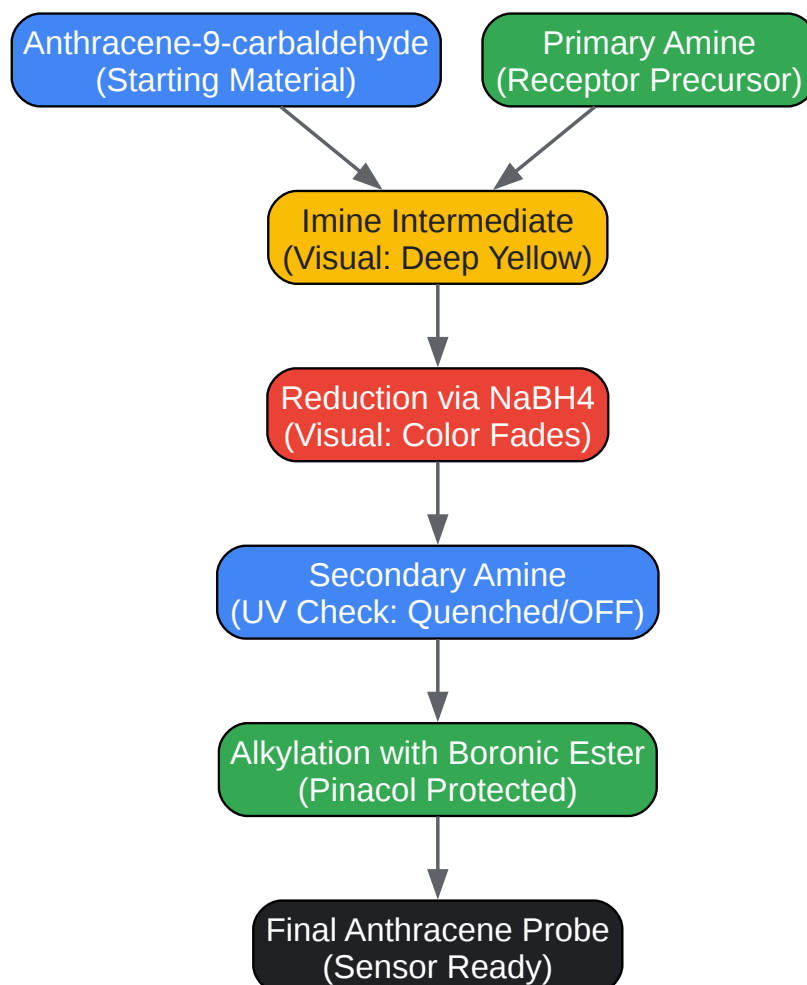 Anthracene-9-carbaldehyde
(Starting Material)
Primary Amine
(Receptor Precursor)
Imine Intermediate
(Visual: Deep Yellow)
Reduction via NaBH4
(Visual: Color Fades)
Secondary Amine
(UV Check: Quenched/OFF)
Alkylation with Boronic Ester
(Pinacol Protected)
Final Anthracene Probe
(Sensor Ready)